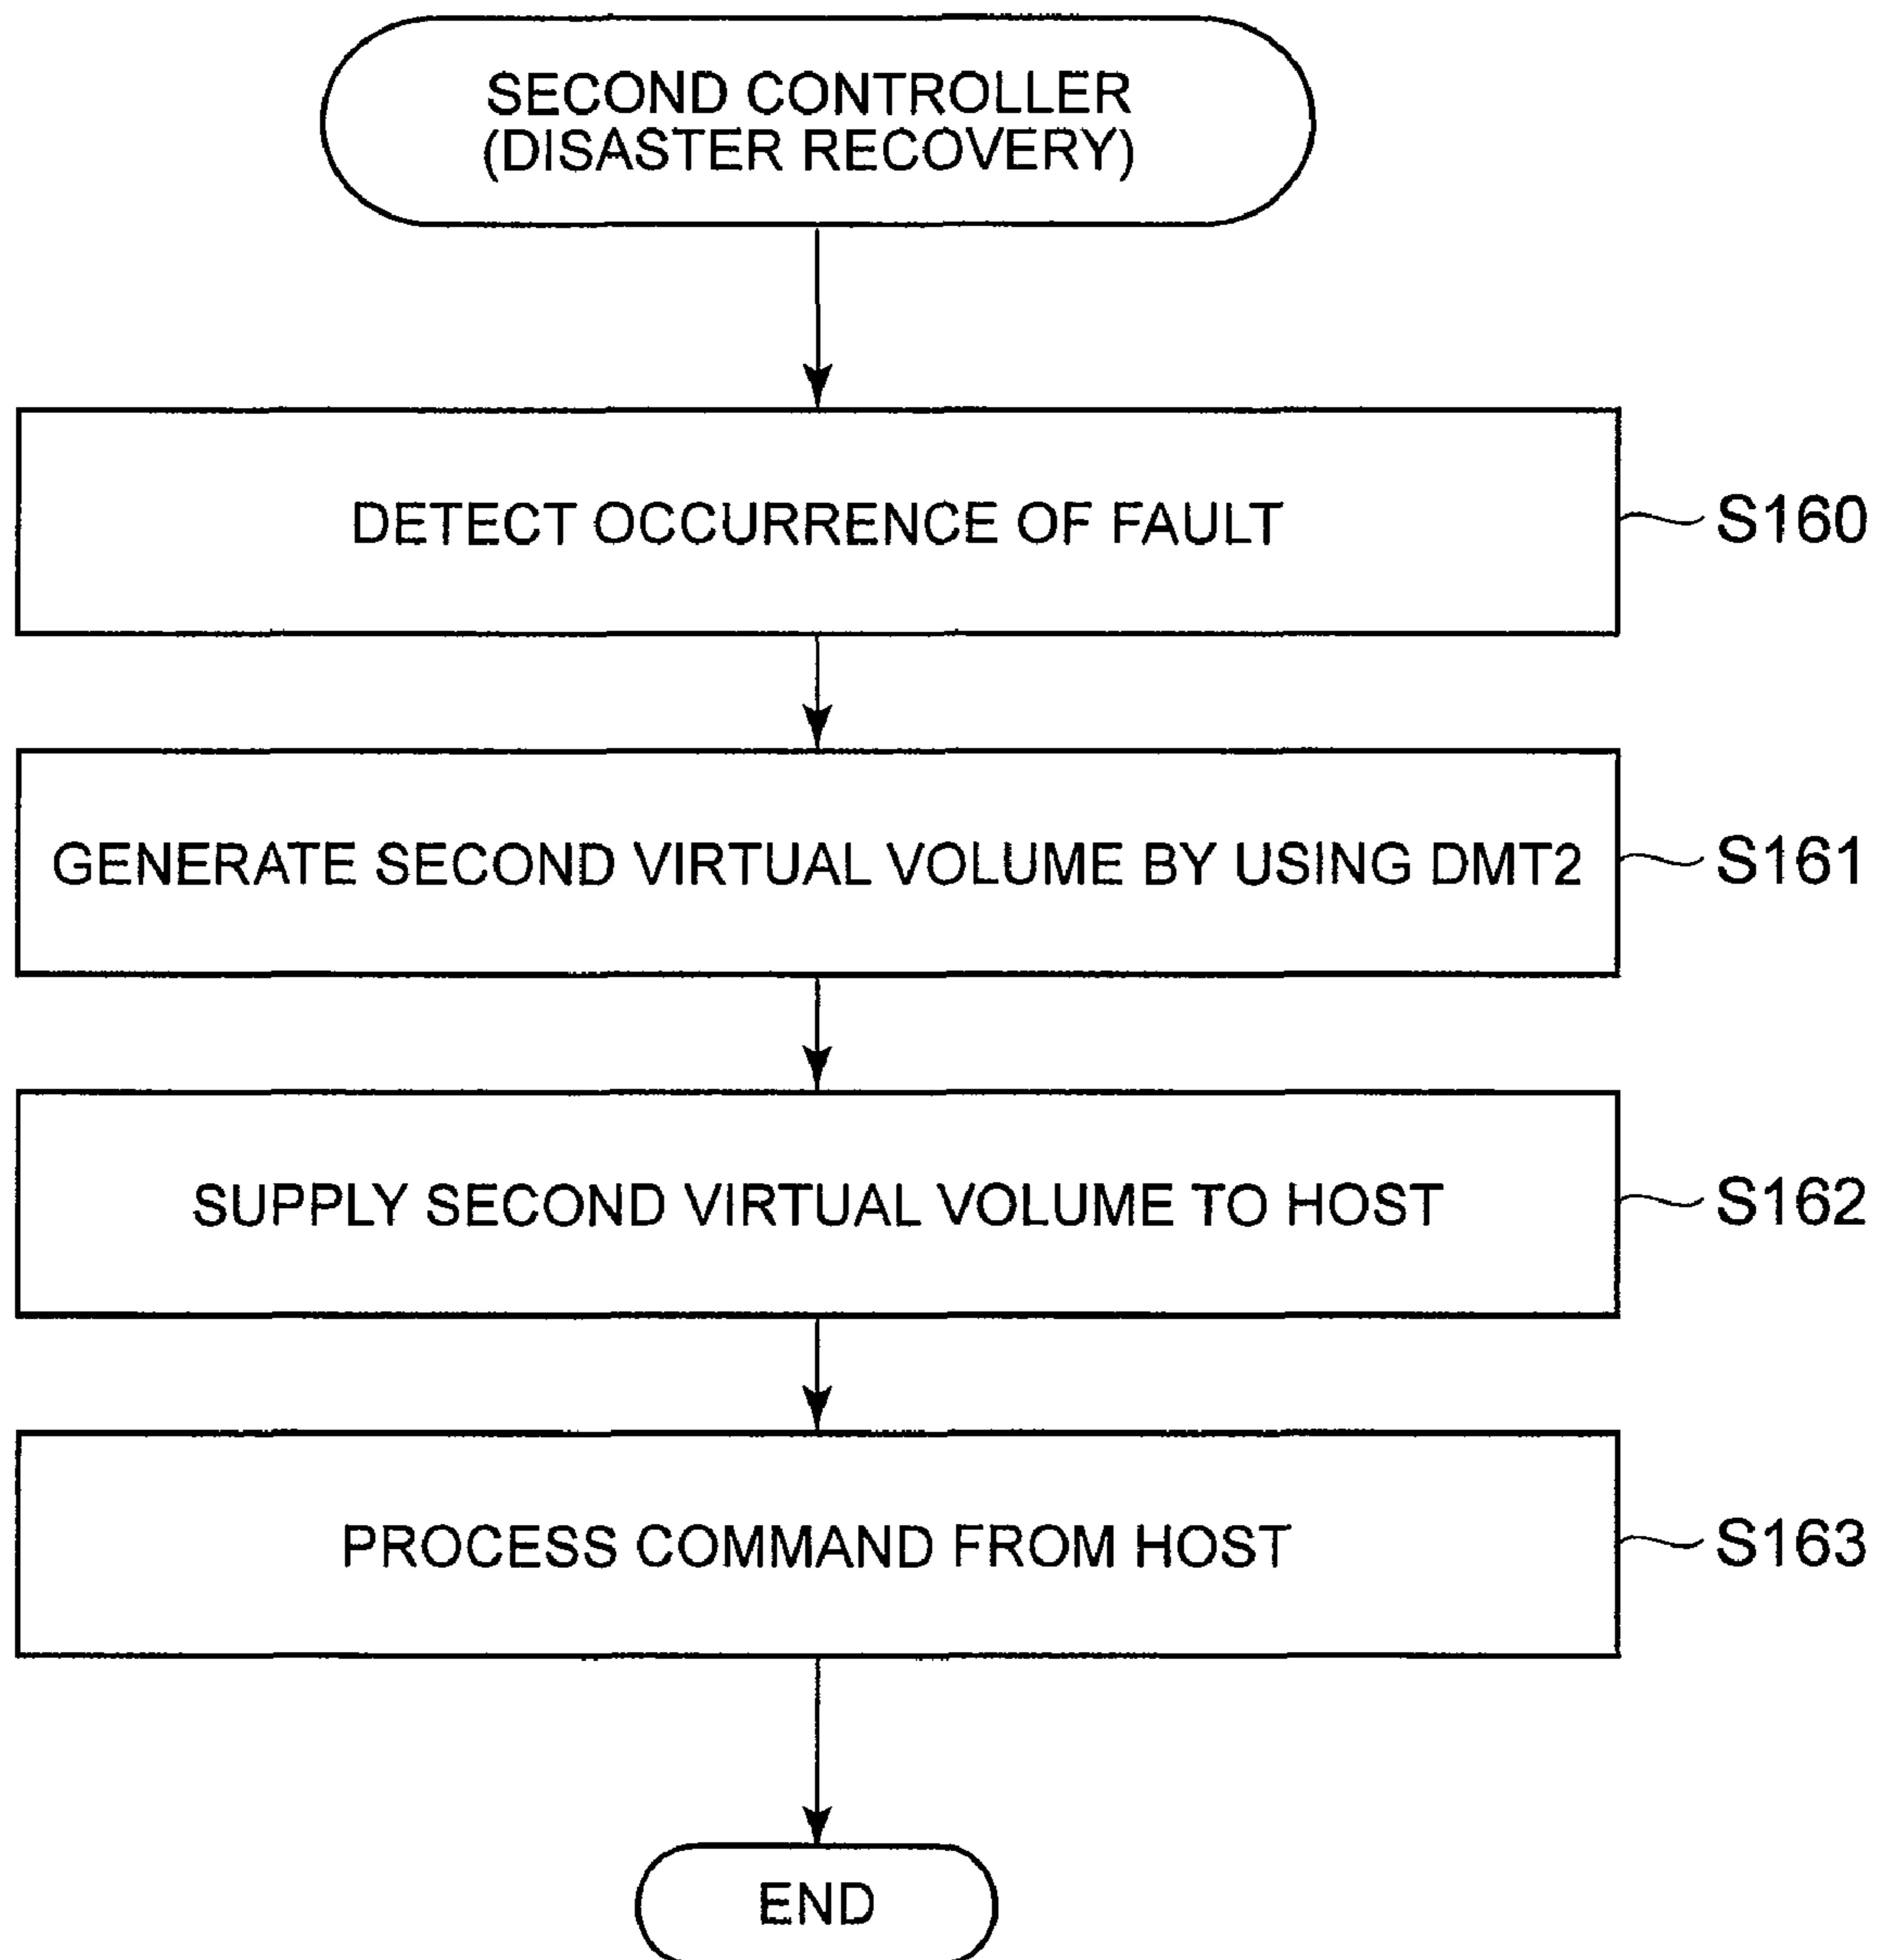 SECOND CONTROLLER
(DISASTER RECOVERY)
DETECT OCCURRENCE OF FAULT
S160
GENERATE SECOND VIRTUAL VOLUME BY USING DMT2
S161
SUPPLY SECOND VIRTUAL VOLUME TO HOST
S162
PROCESS COMMAND FROM HOST
S163
END